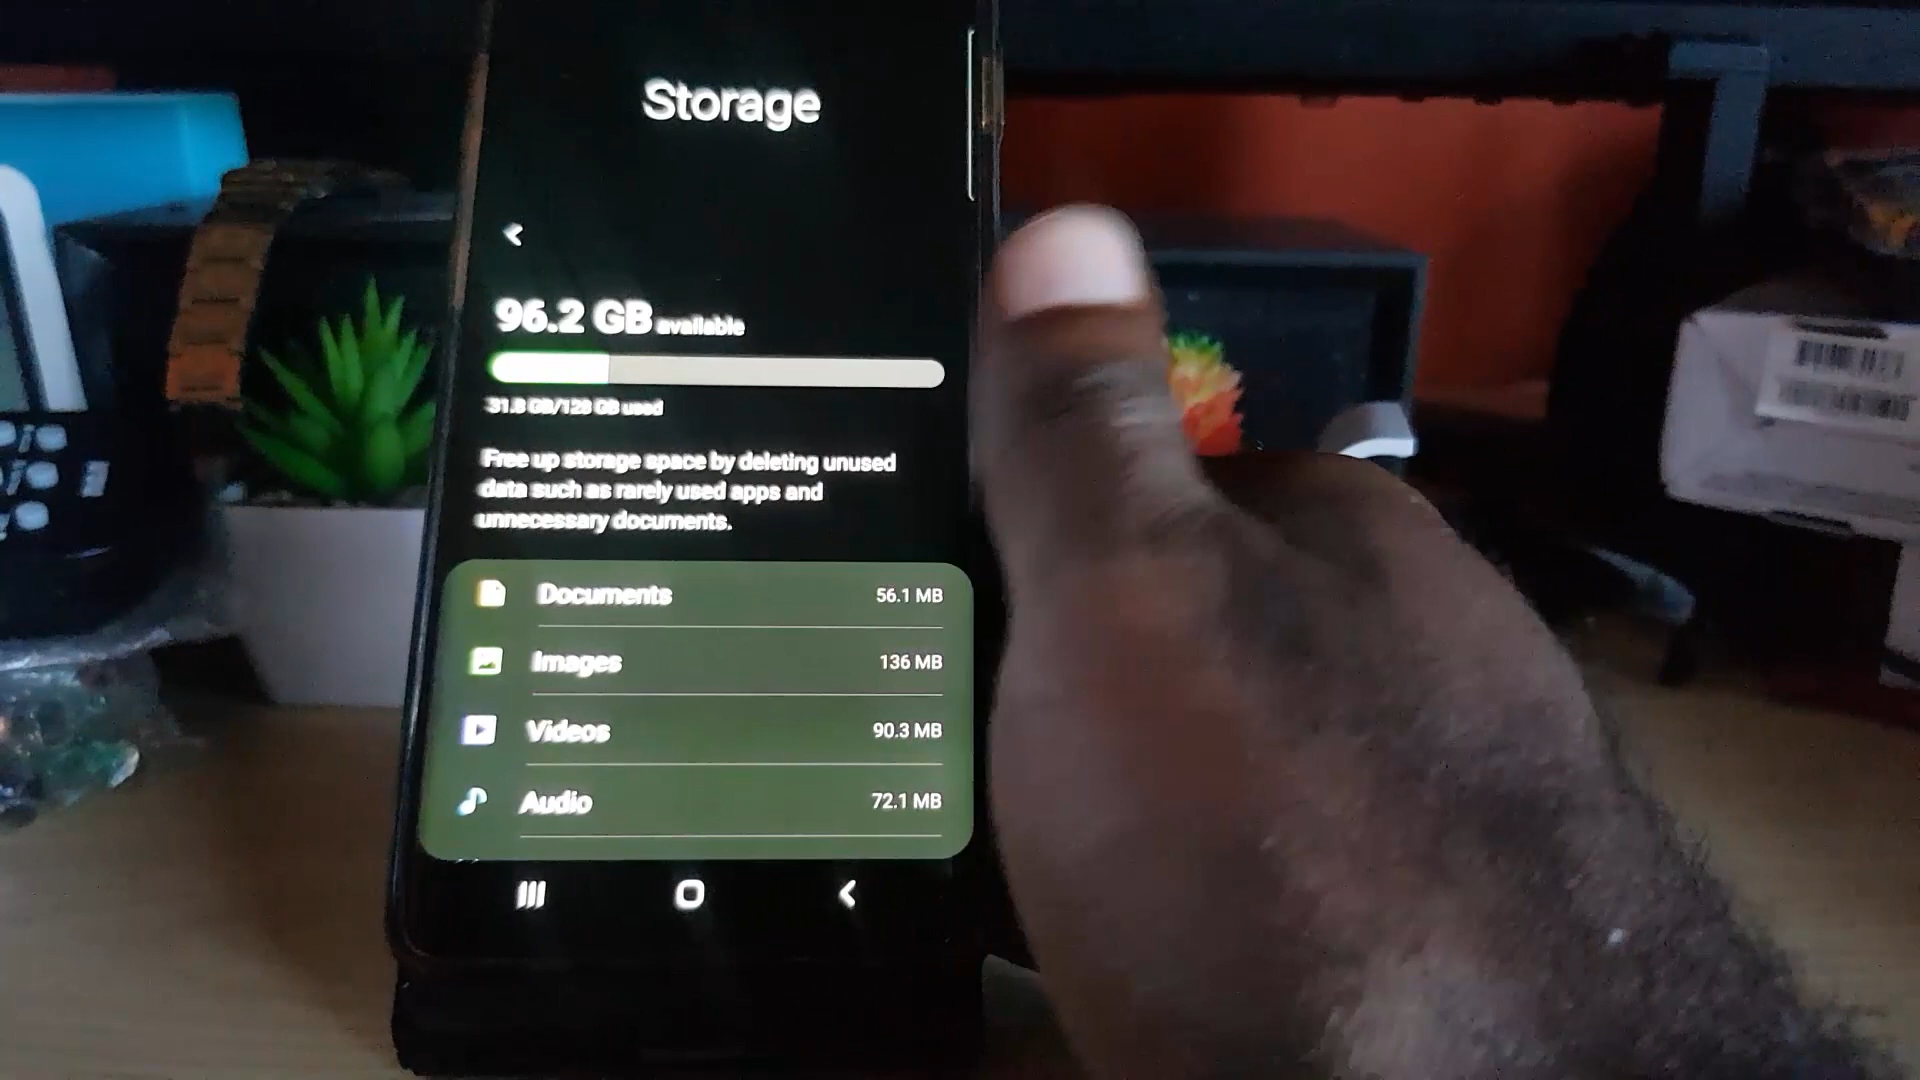 Storage
96.2 GB available
31.8 GB/128 GB used
Free up storage space by deleting unused
data such as rarely used apps and
unnecessary documents.
Documents 56.1 MB
Images 136 MB
Videos 90.3 MB
Audio 72.1 MB